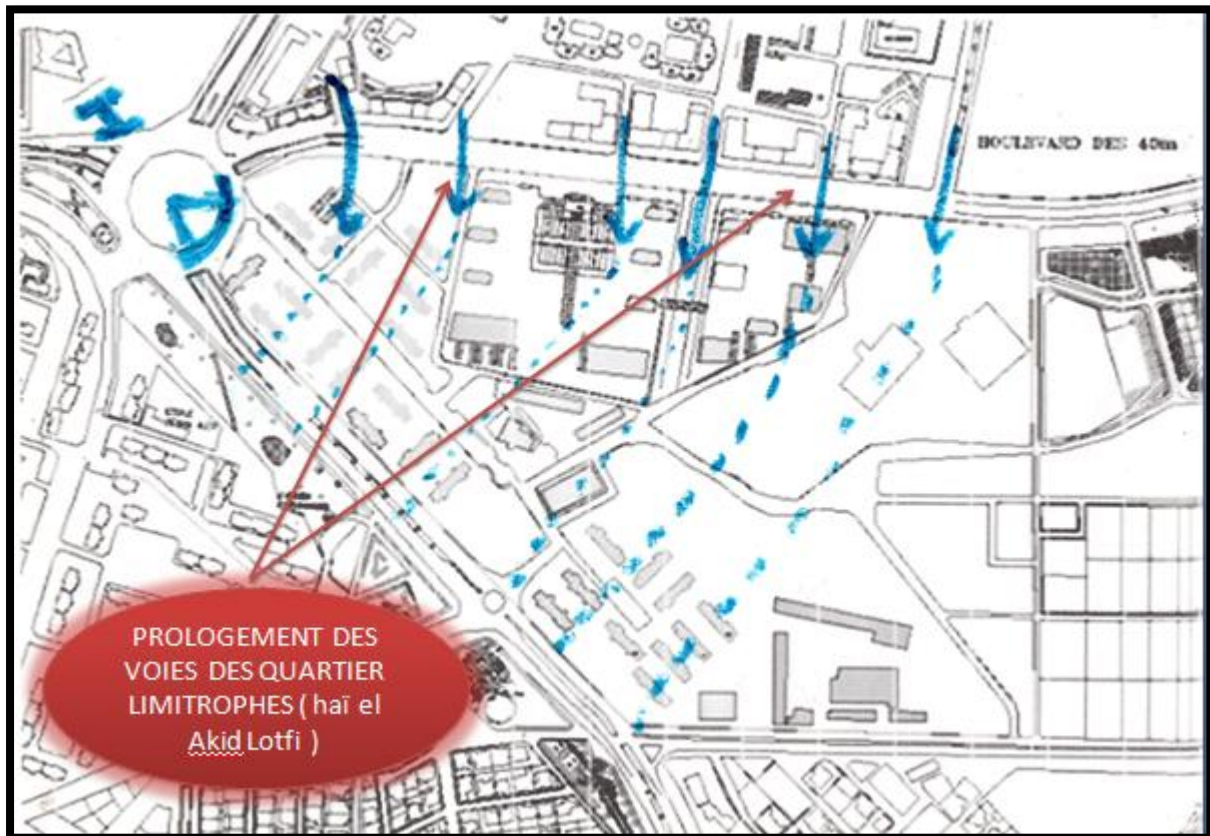 BOULEVARD DES 40m
PROLOGEMENT DES
VOIES DES QUARTIER
LIMITROPHES ( haï el
Akid Lotfi )